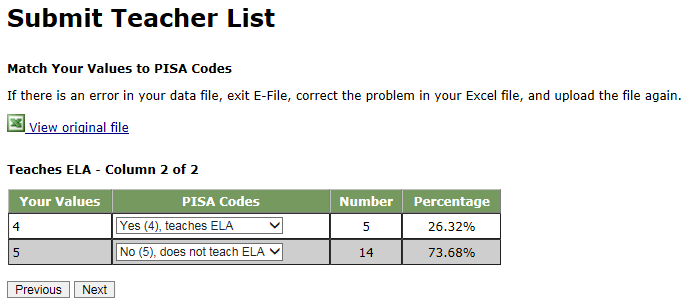 Submit Teacher List
Match Your Values to PISA Codes
If there is an error in your data file, exit E-File, correct the problem in your Excel file, and upload the file again.
View original file
Teaches ELA - Column 2 of 2
Your Values PISA Codes Number Percentage
4 Yes (4), teaches ELA 5 26.32%
5 No (5), does not teach ELA 14 73.68%
Previous Next